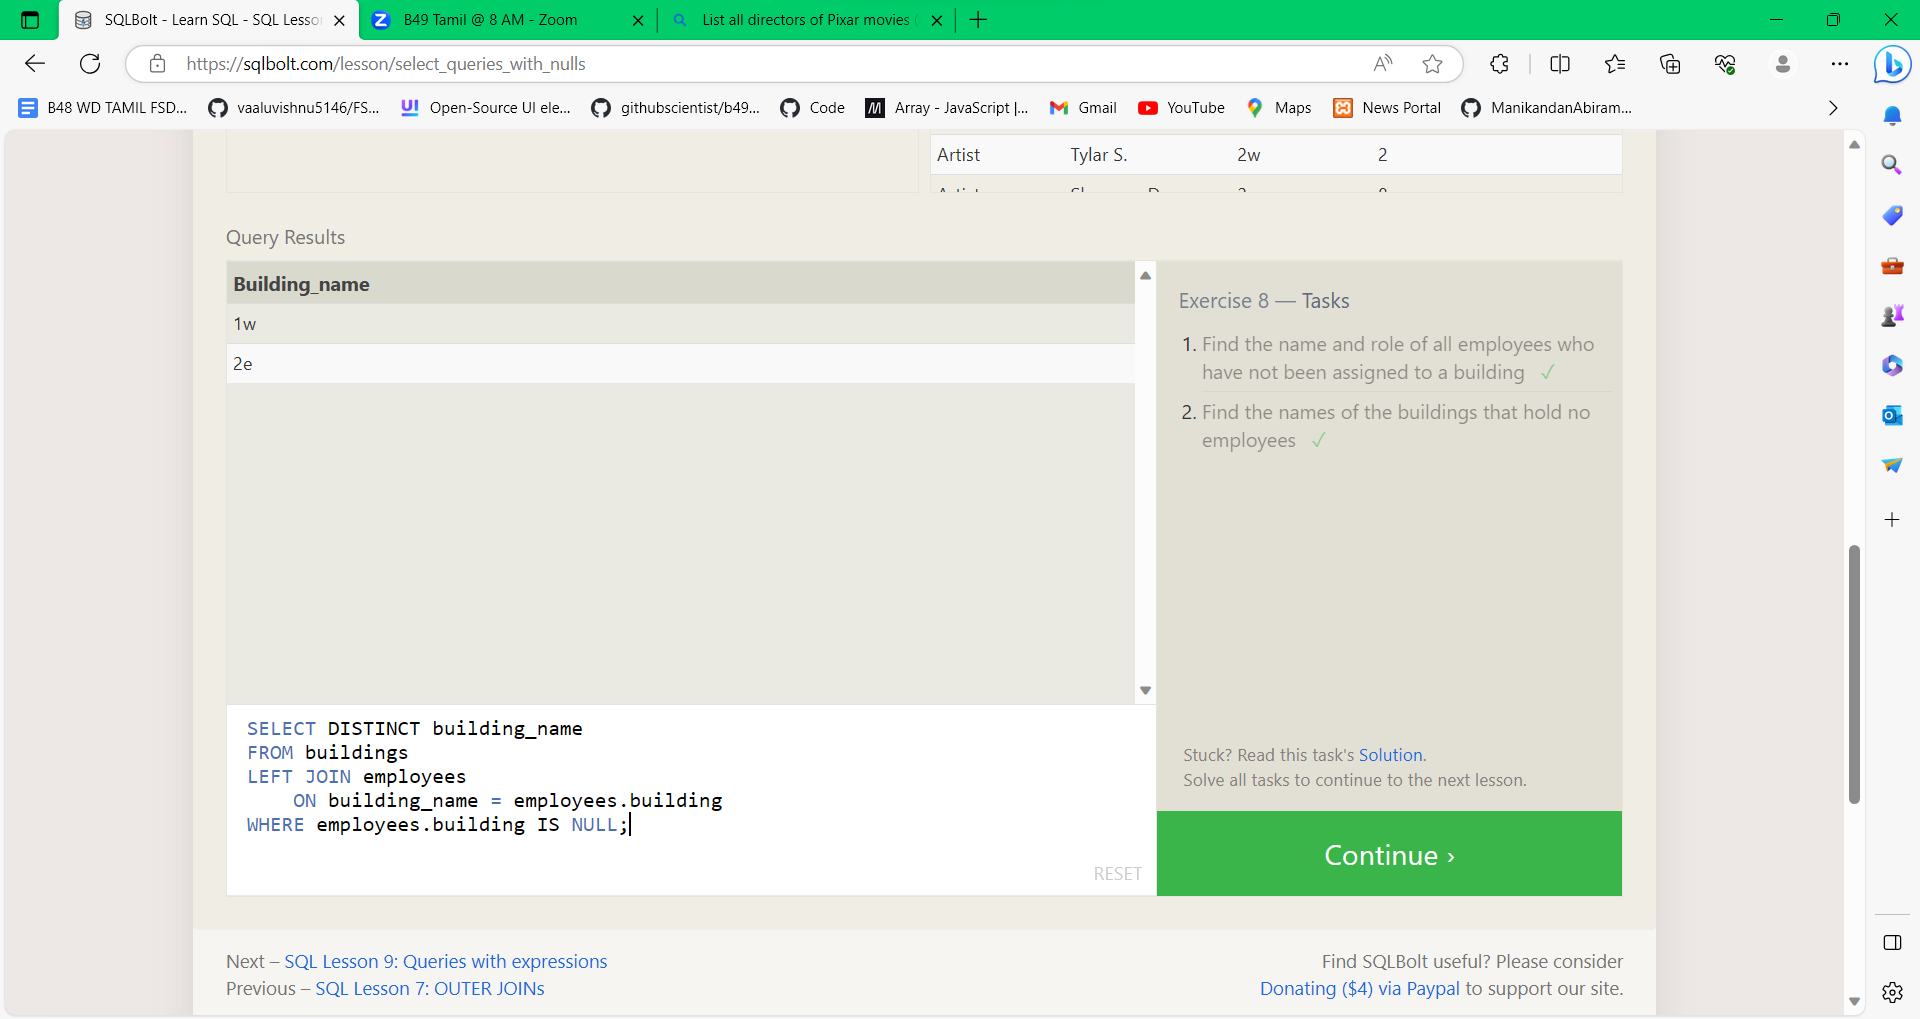 SQLBolt - Learn SQL - SQL Lesso
B49 Tamil @ 8 AM - Zoom
List all directors of Pixar movies (
https://sqlbolt.com/lesson/select_queries_with_nulls
B48 WD TAMIL FSD...
vaaluvishnu5146/FS...
Open-Source UI ele...
githubscientist/b49...
Code
Array - JavaScript |...
Gmail
YouTube
Maps
News Portal
ManikandanAbiram...
Artist Tylar S. 2w 2
Query Results
Building_name
1w
2e
Exercise 8 — Tasks
1. Find the name and role of all employees who
have not been assigned to a building ✓
2. Find the names of the buildings that hold no
employees ✓
SELECT DISTINCT building_name
FROM buildings
LEFT JOIN employees
ON building_name = employees.building
WHERE employees.building IS NULL;
RESET
Stuck? Read this task's Solution.
Solve all tasks to continue to the next lesson.
Continue ›
Next – SQL Lesson 9: Queries with expressions
Previous – SQL Lesson 7: OUTER JOINs
Find SQLBolt useful? Please consider
Donating ($4) via Paypal to support our site.